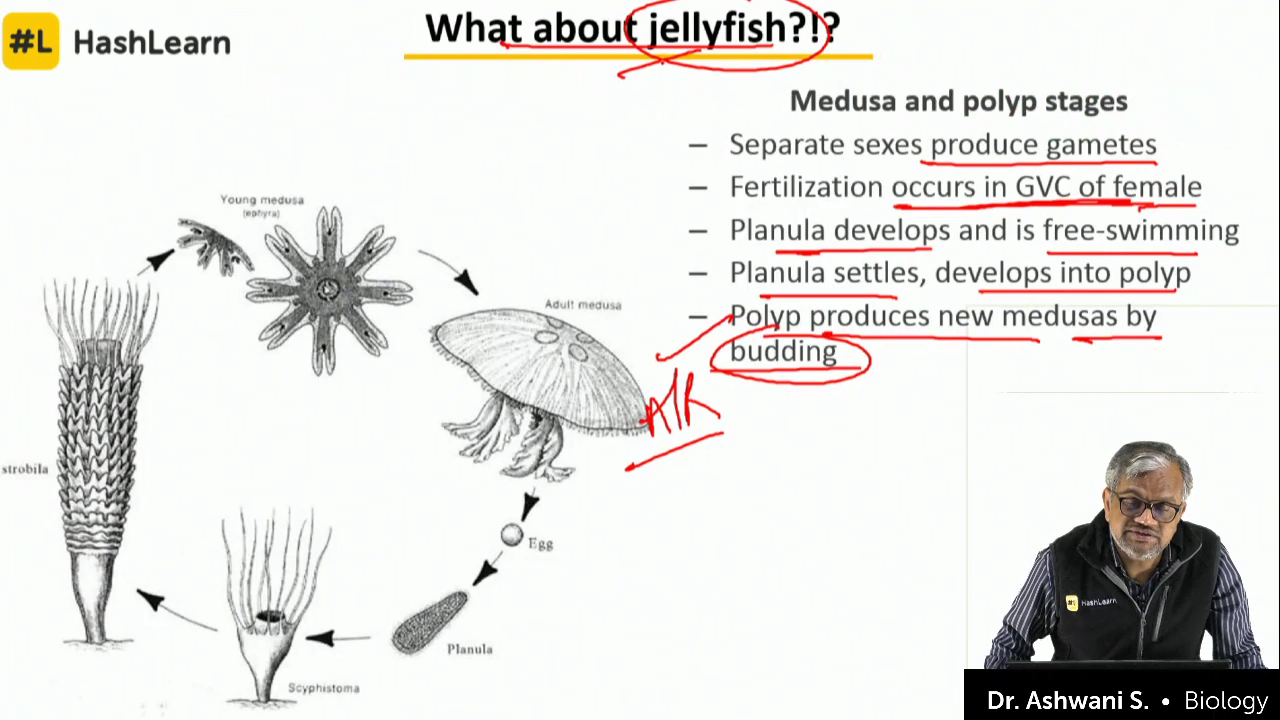 #L HashLearn
What about jellyfish?!?
Medusa and polyp stages
– Separate sexes produce gametes
– Fertilization occurs in GVC of female
– Planula develops and is free-swimming
– Planula settles, develops into polyp
– Polyp produces new medusas by
budding
Young medusa
(ephyra)
Adult medusa
A/R
strobila
Egg
Planula
Scyphistoma
#L HashLearn
Dr. Ashwani S. • Biology